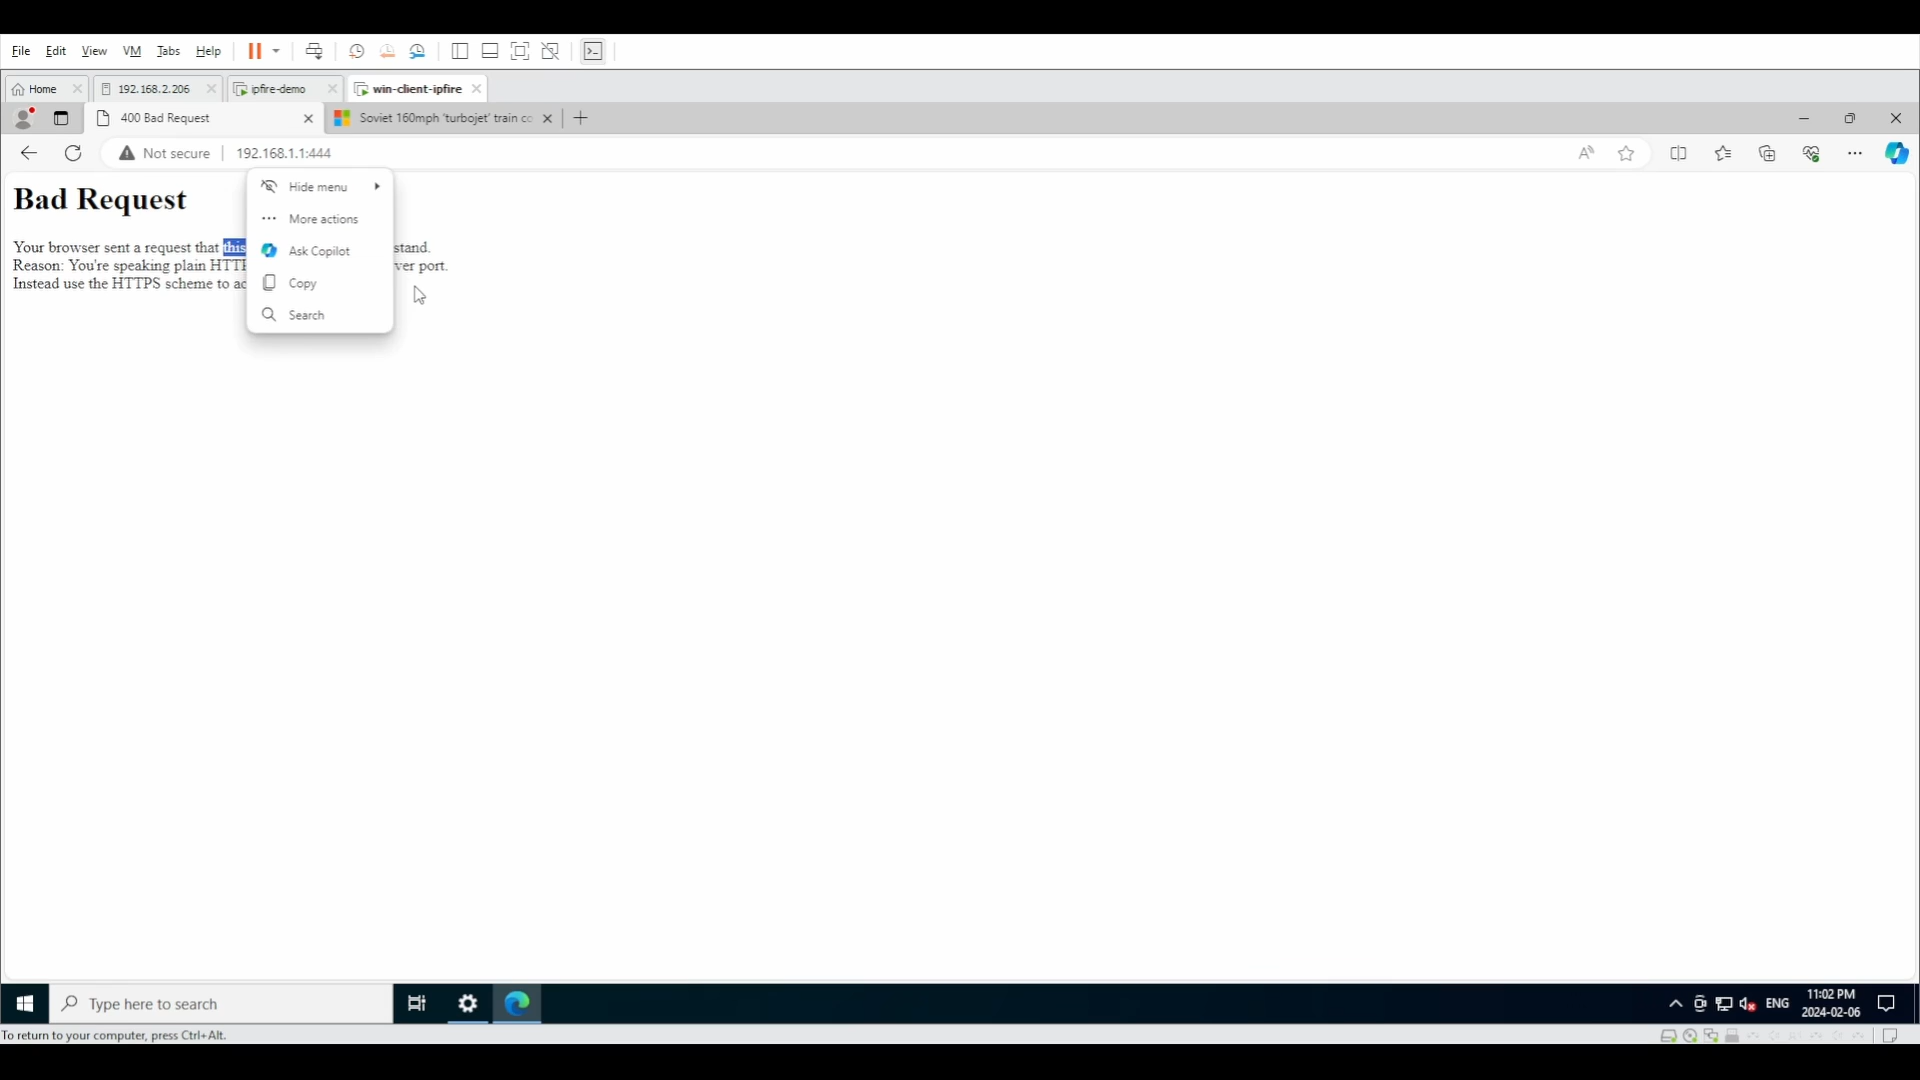 File Edit View VM Tabs Help
Home 192.168.2.206 ipfire-demo win-client-ipfire
400 Bad Request Soviet 160mph 'turbojet' train co
Not secure 192.168.1.1:444
Bad Request
Your browser sent a request that this stand.
Reason: You're speaking plain HTTP ver port.
Instead use the HTTPS scheme to ac
Hide menu
More actions
Ask Copilot
Copy
Search
Type here to search
ENG
11:02 PM
2024-02-06
To return to your computer, press Ctrl+Alt.